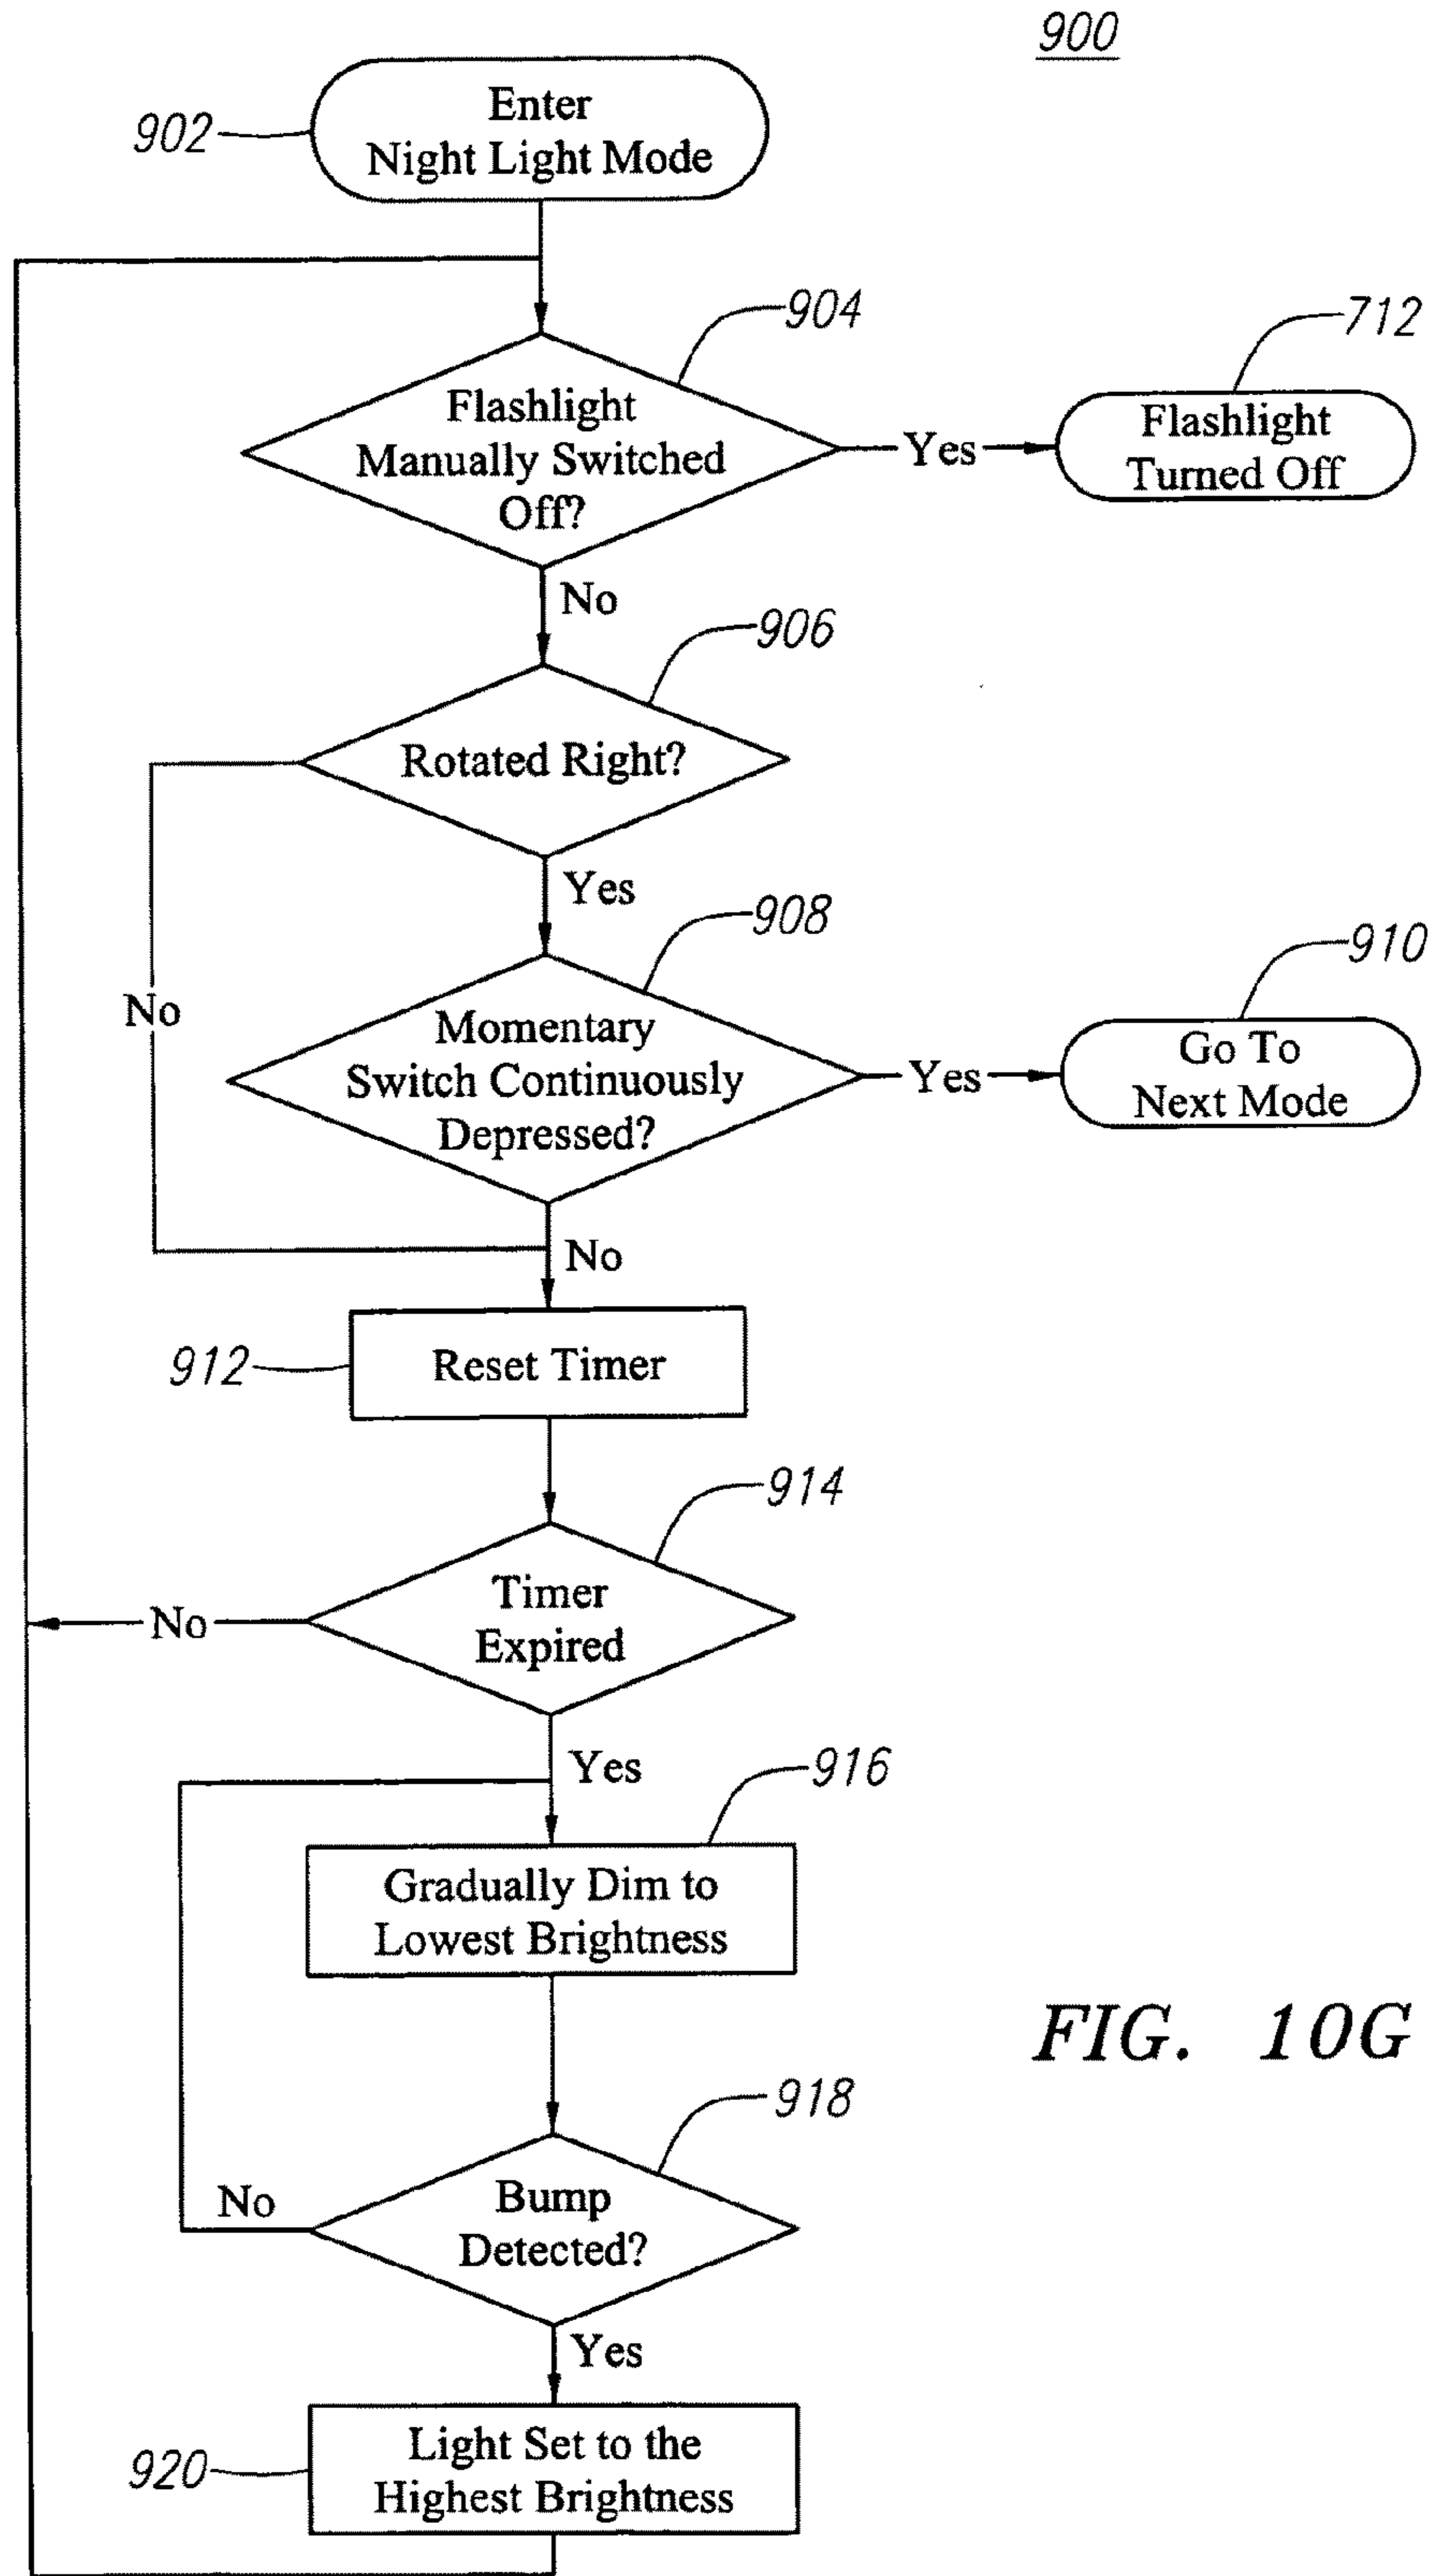 900
Enter
Night Light Mode
902
904
712
Flashlight
Manually Switched
Off?
Yes
Flashlight
Turned Off
No
906
Rotated Right?
Yes
908
910
No
Momentary
Switch Continuously
Depressed?
Yes
Go To
Next Mode
No
912
Reset Timer
914
Timer
Expired
No
Yes
916
Gradually Dim to
Lowest Brightness
FIG. 10G
918
Bump
Detected?
No
Yes
920
Light Set to the
Highest Brightness